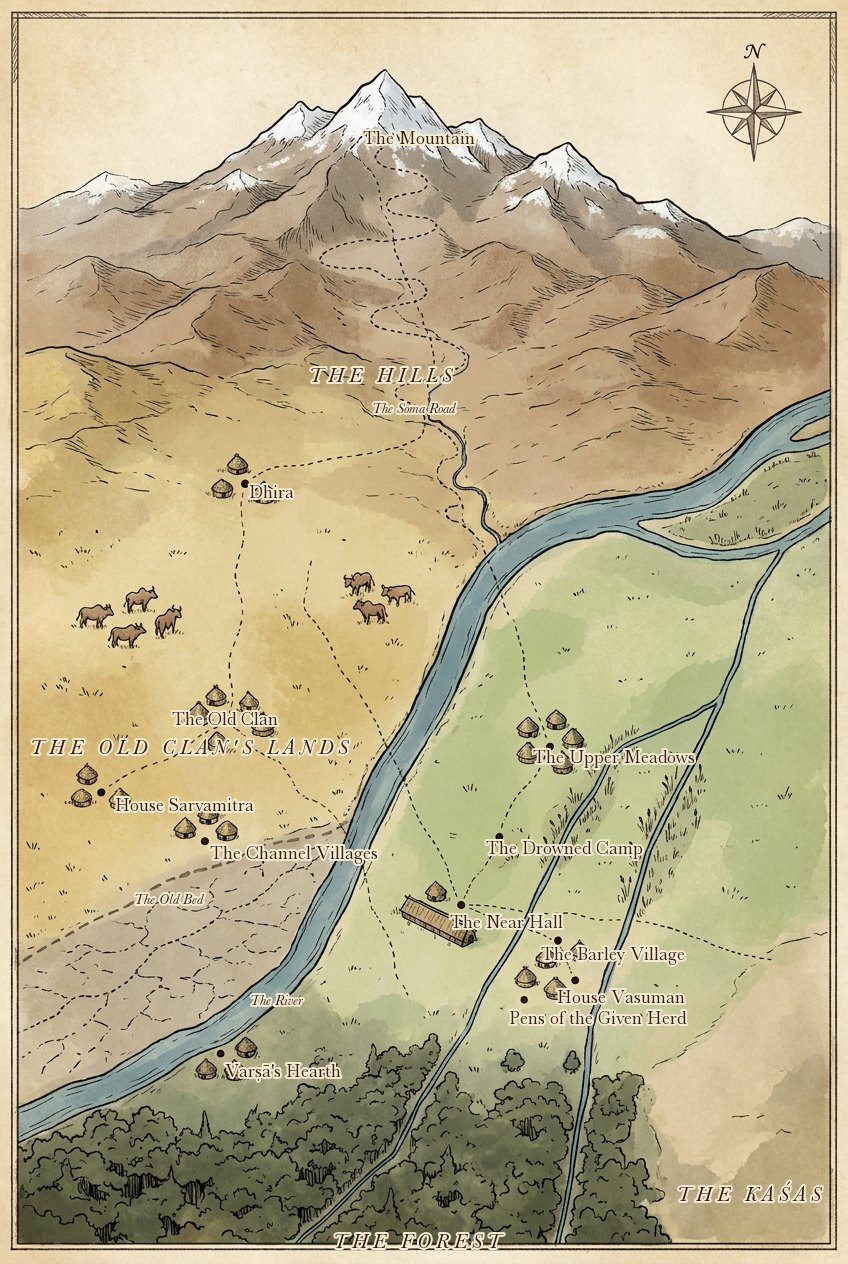 N
The Mountain
THE HILLS
The Soma Road
Dhira
The Old Clan
THE OLD CLAN'S LANDS
The Upper Meadows
House Sarvamitra
The Channel Villages
The Drowned Camp
The Old Bed
The Near Hall
The Barley Village
House Vasuman
The River
Pens of the Given Herd
Varṣā's Hearth
THE KAŚAS
THE FOREST